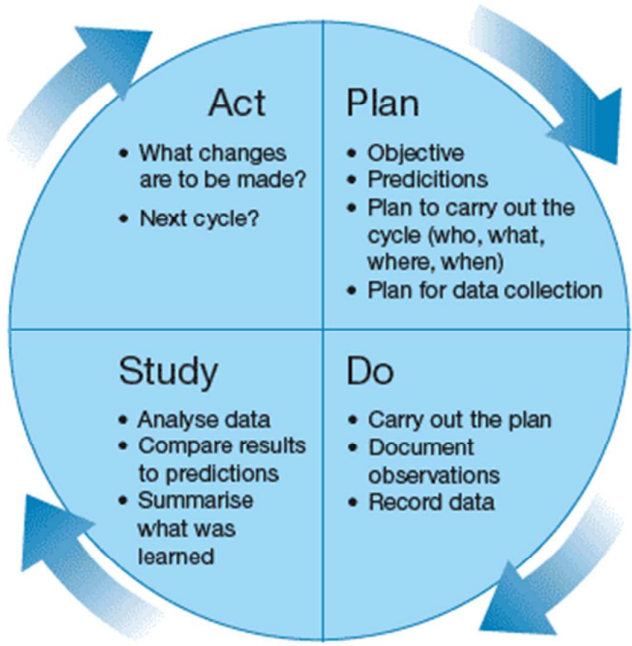 Act
• What changes
are to be made?
• Next cycle?
Plan
• Objective
• Predicitions
• Plan to carry out the
cycle (who, what,
where, when)
• Plan for data collection
Study
• Analyse data
• Compare results
to predictions
• Summarise
what was
learned
Do
• Carry out the plan
• Document
observations
• Record data